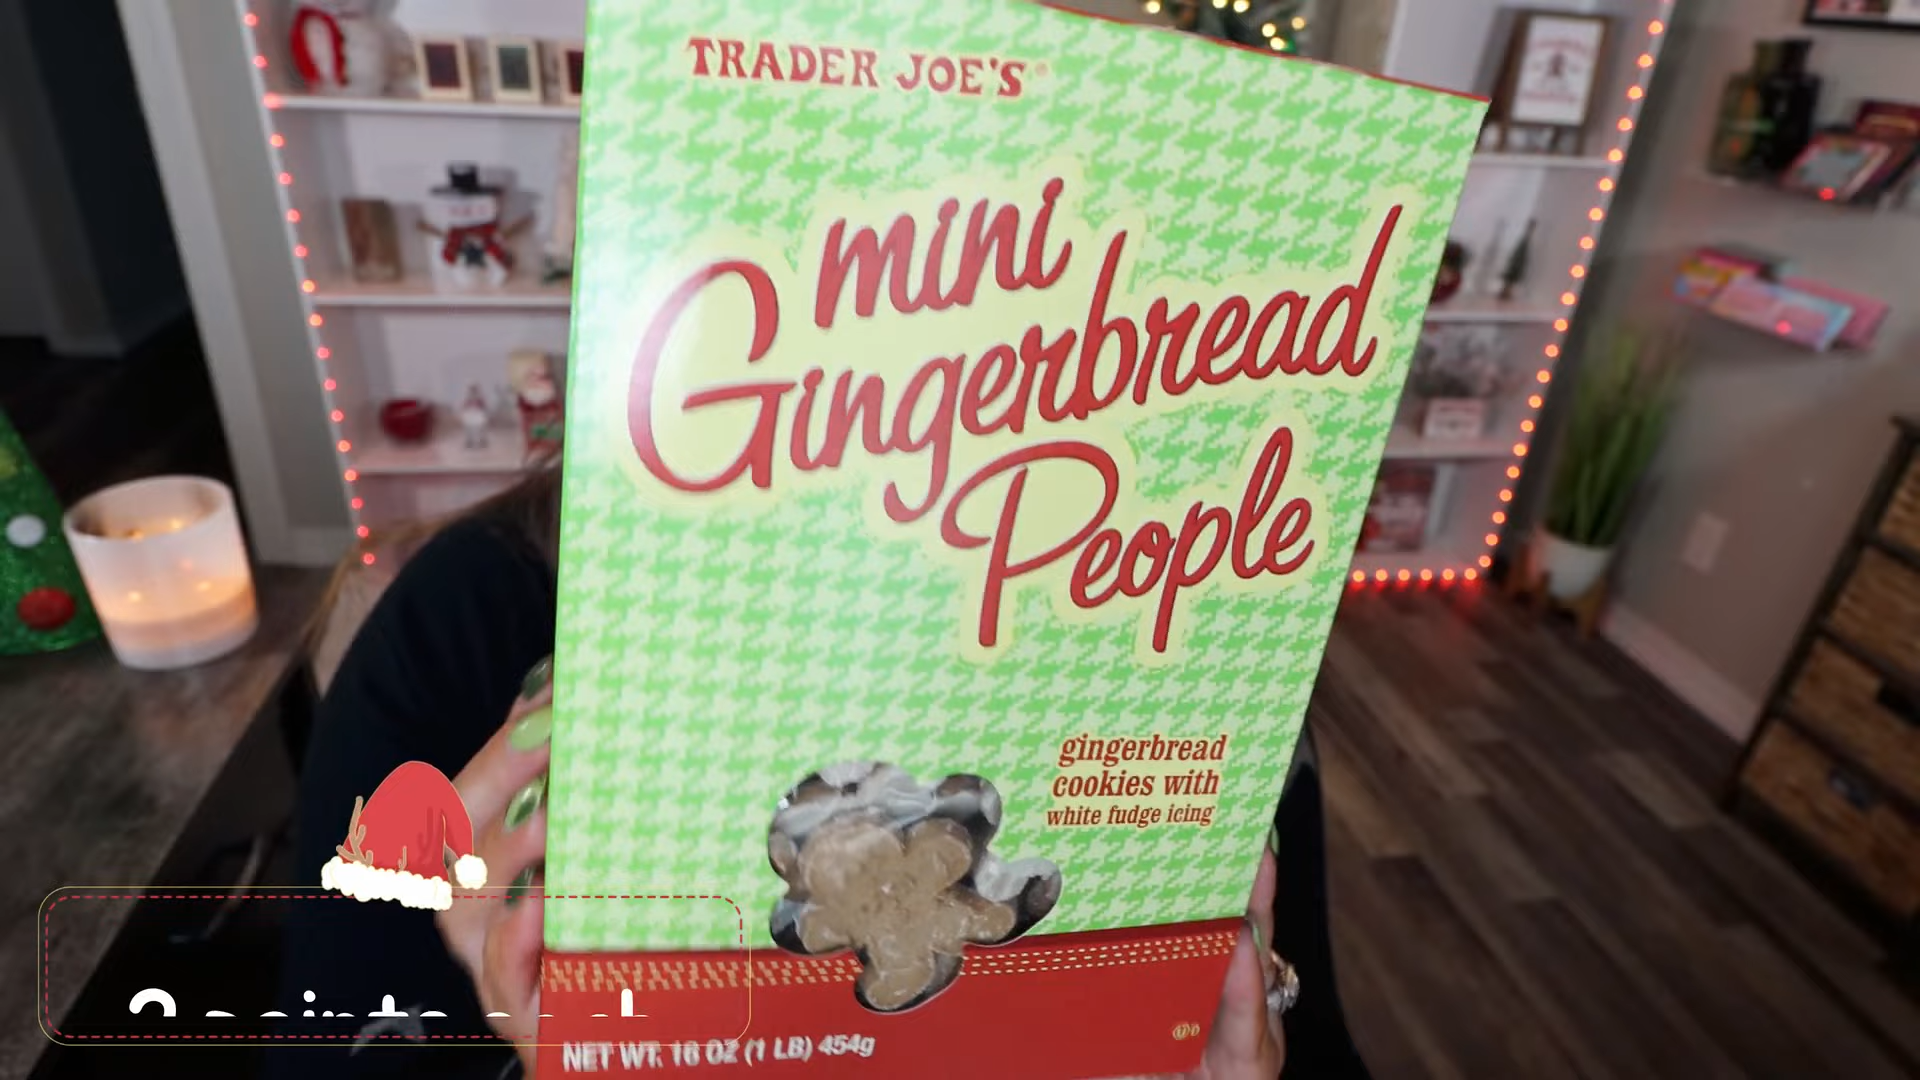 TRADER JOE'S
mini
Gingerbread
People
gingerbread
cookies with
white fudge icing
NET WT. 16 OZ (1 LB) 454g